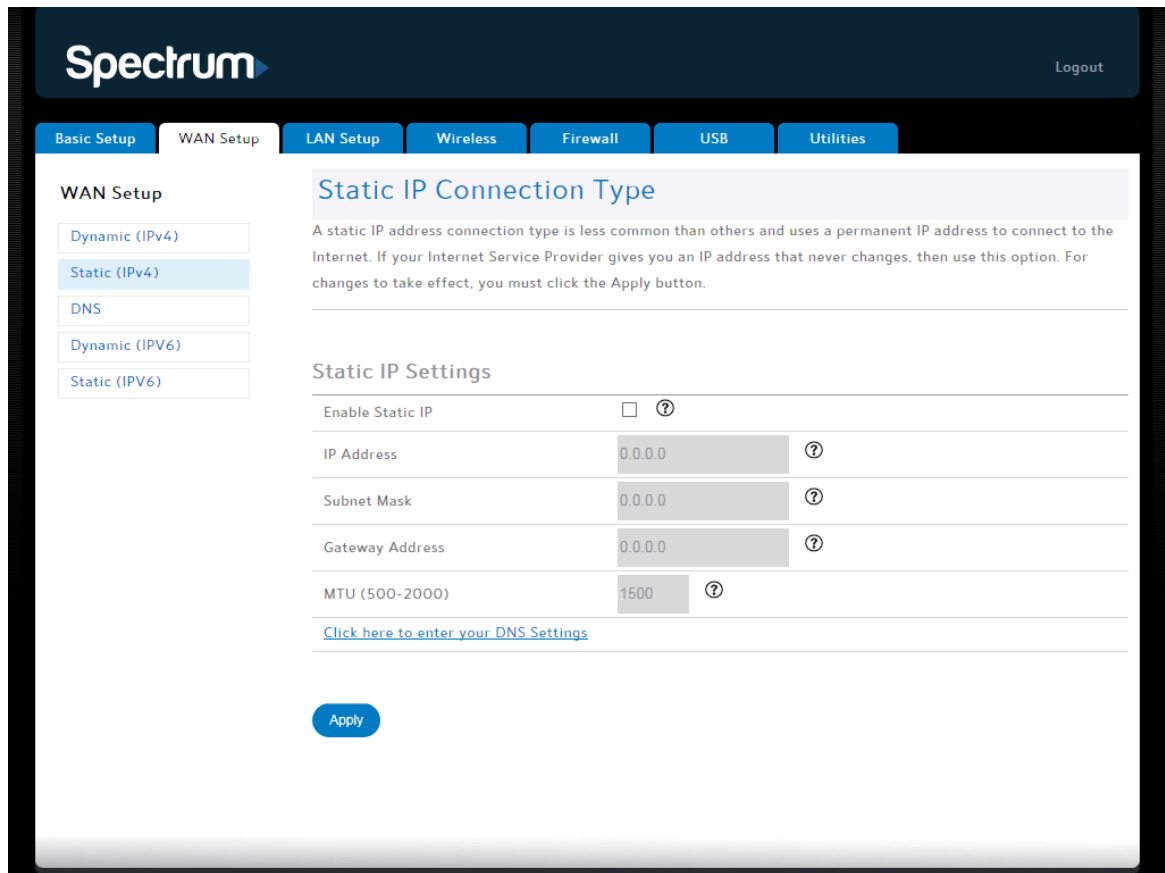 Spectrum
Logout
Basic Setup
WAN Setup
LAN Setup
Wireless
Firewall
USB
Utilities
WAN Setup
Dynamic (IPv4)
Static (IPv4)
DNS
Dynamic (IPV6)
Static (IPV6)
Static IP Connection Type
A static IP address connection type is less common than others and uses a permanent IP address to connect to the
Internet. If your Internet Service Provider gives you an IP address that never changes, then use this option. For
changes to take effect, you must click the Apply button.
Static IP Settings
Enable Static IP ?
IP Address 0.0.0.0 ?
Subnet Mask 0.0.0.0 ?
Gateway Address 0.0.0.0 ?
MTU (500-2000) 1500 ?
Click here to enter your DNS Settings
Apply